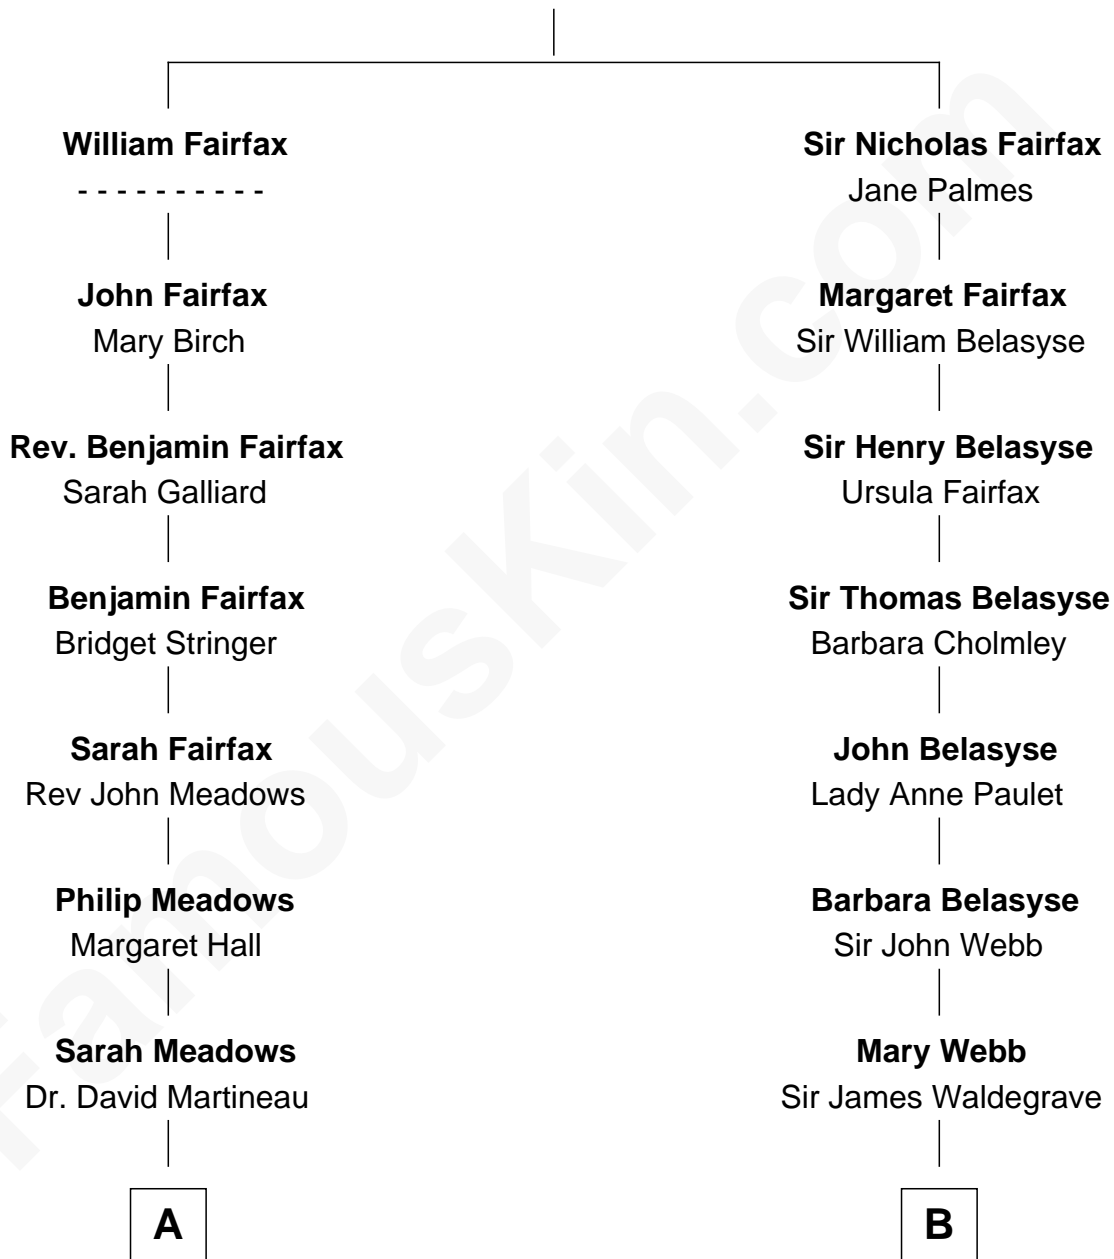 William Fairfax
- - - - - - - - - -
John Fairfax
Mary Birch
Rev. Benjamin Fairfax
Sarah Galliard
Benjamin Fairfax
Bridget Stringer
Sarah Fairfax
Rev John Meadows
Philip Meadows
Margaret Hall
Sarah Meadows
Dr. David Martineau
A
Sir Nicholas Fairfax
Jane Palmes
Margaret Fairfax
Sir William Belasyse
Sir Henry Belasyse
Ursula Fairfax
Sir Thomas Belasyse
Barbara Cholmley
John Belasyse
Lady Anne Paulet
Barbara Belasyse
Sir John Webb
Mary Webb
Sir James Waldegrave
B
FamousKin.com